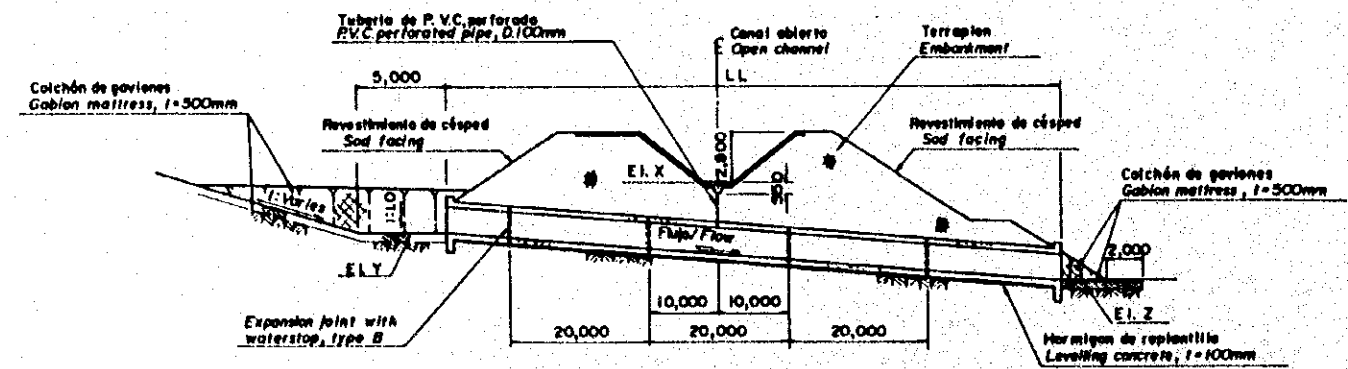 Tuberia de P.V.C. perforado
P.V.C. perforated pipe, D.100mm
Canal abierto
Open channel
Terraplen
Embankment
Colchón de gaviones
Gabion mattress, t=500mm
5,000
LL
Revestimiento de césped
Sod facing
Revestimiento de césped
Sod facing
2,800
El. X
350
Colchón de gaviones
Gabion mattress, t=500mm
1: Varies
1:1.0
Flujo/Flow
2,000
El. Y
El. Z
10,000
10,000
Expansion joint with
waterstop, type B
20,000
20,000
20,000
Hormigon de replantillo
Levelling concrete, t=100mm